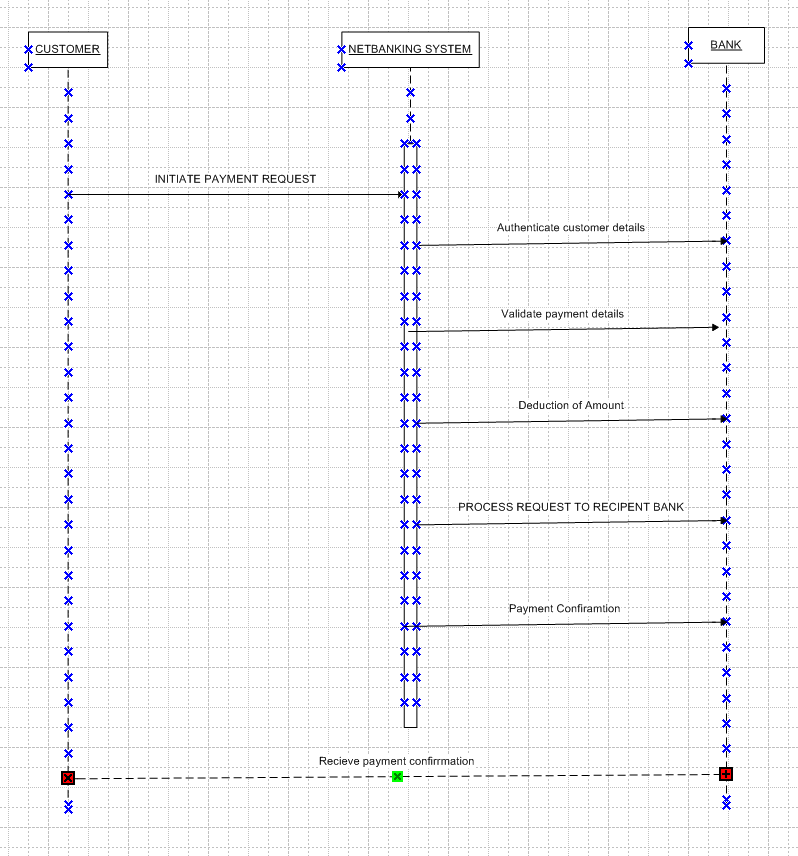 CUSTOMER
NETBANKING SYSTEM
BANK
INITIATE PAYMENT REQUEST
Authenticate customer details
Validate payment details
Deduction of Amount
PROCESS REQUEST TO RECIPENT BANK
Payment Confiramtion
Recieve payment confirrmation